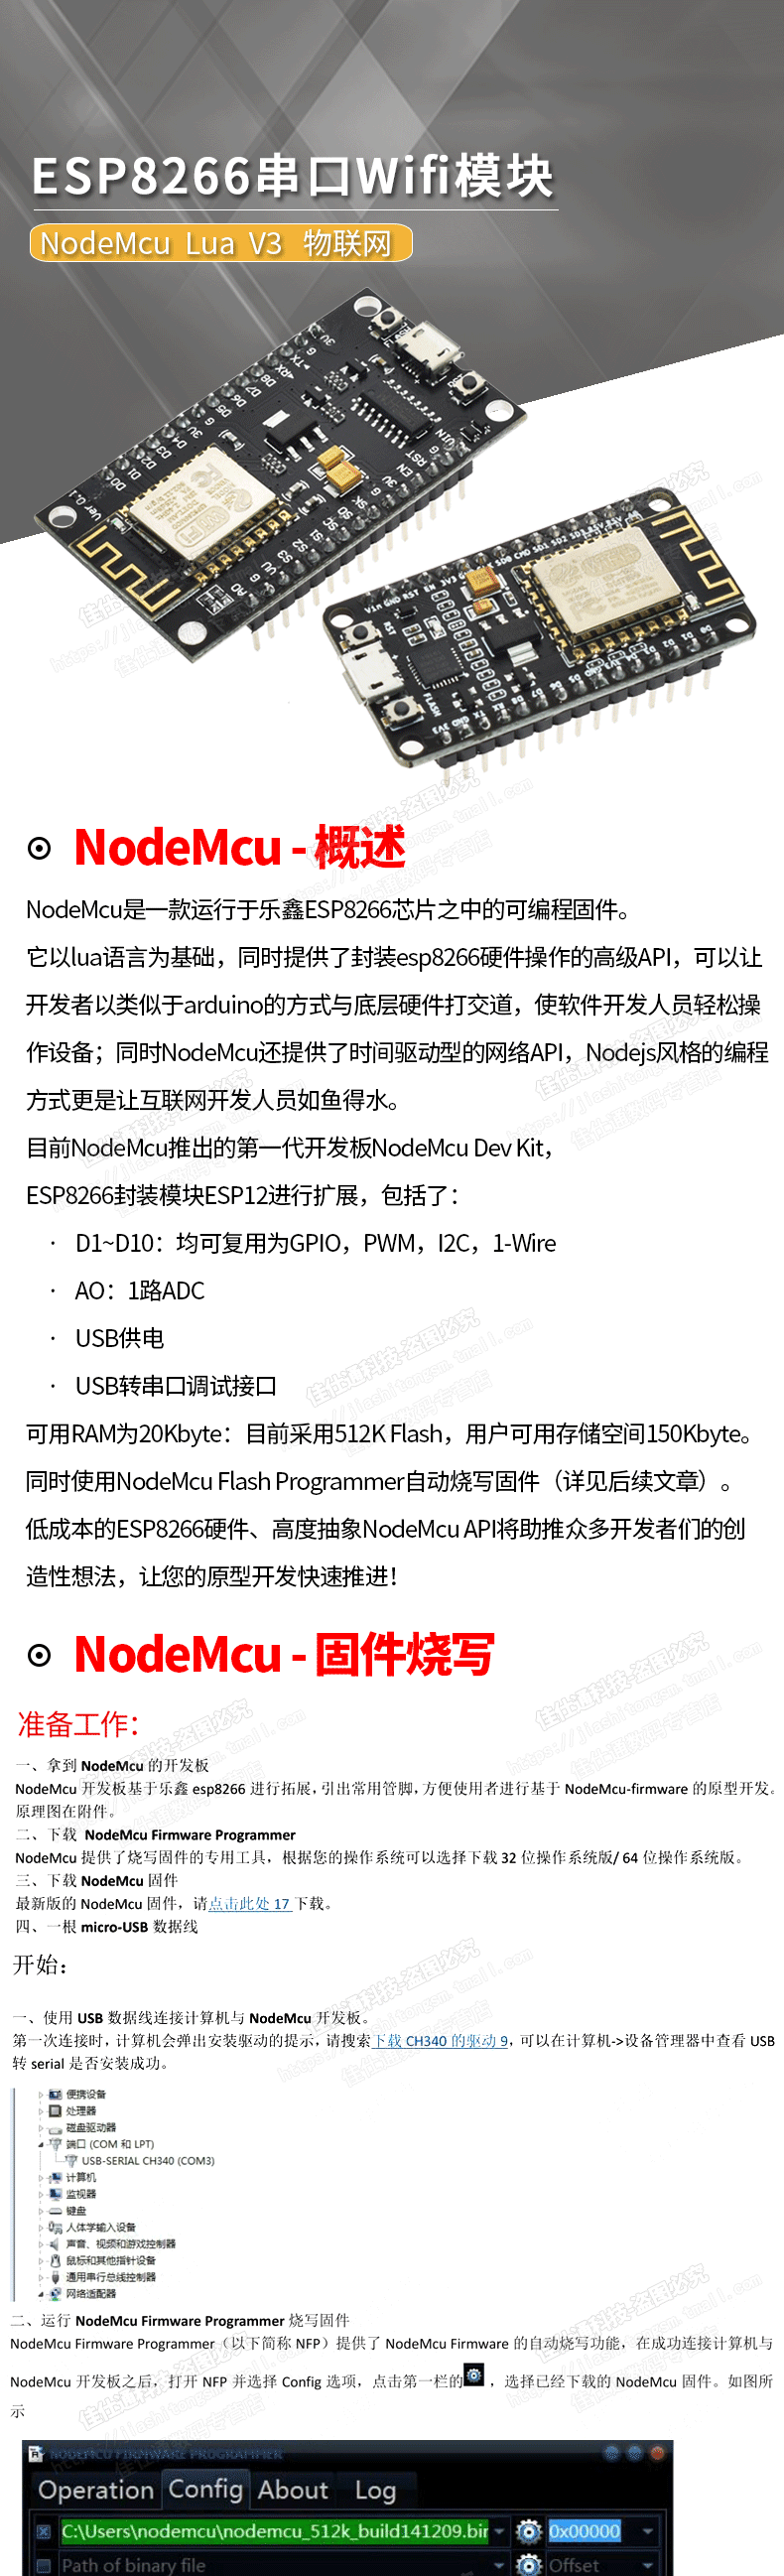 ESP8266串口Wifi模块
NodeMcu Lua V3 物联网
NodeMcu - 概述
NodeMcu是一款运行于乐鑫ESP8266芯片之中的可编程固件。
它以lua语言为基础，同时提供了封装esp8266硬件操作的高级API，可以让
开发者以类似于arduino的方式与底层硬件打交道，使软件开发人员轻松操
作设备；同时NodeMcu还提供了时间驱动型的网络API，Nodejs风格的编程
方式更是让互联网开发人员如鱼得水。
目前NodeMcu推出的第一代开发板NodeMcu Dev Kit，
ESP8266封装模块ESP12进行扩展，包括了：
· D1~D10：均可复用为GPIO，PWM，I2C，1-Wire
· AO：1路ADC
· USB供电
· USB转串口调试接口
可用RAM为20Kbyte：目前采用512K Flash，用户可用存储空间150Kbyte。
同时使用NodeMcu Flash Programmer自动烧写固件（详见后续文章）。
低成本的ESP8266硬件、高度抽象NodeMcu API将助推众多开发者们的创
造性想法，让您的原型开发快速推进！
NodeMcu - 固件烧写
准备工作：
一、拿到 NodeMcu 的开发板
NodeMcu 开发板基于乐鑫 esp8266 进行拓展，引出常用管脚，方便使用者进行基于 NodeMcu-firmware 的原型开发。
原理图在附件。
二、下载 NodeMcu Firmware Programmer
NodeMcu 提供了烧写固件的专用工具，根据您的操作系统可以选择下载 32 位操作系统版/ 64 位操作系统版。
三、下载 NodeMcu 固件
最新版的 NodeMcu 固件，请点击此处 17 下载。
四、一根 micro-USB 数据线
开始：
一、使用 USB 数据线连接计算机与 NodeMcu 开发板。
第一次连接时，计算机会弹出安装驱动的提示，请搜索下载 CH340 的驱动 9，可以在计算机->设备管理器中查看 USB
转 serial 是否安装成功。
便携设备
处理器
磁盘驱动器
端口 (COM 和 LPT)
USB-SERIAL CH340 (COM3)
计算机
监视器
键盘
人体学输入设备
声音、视频和游戏控制器
鼠标和其他指针设备
通用串行总线控制器
网络适配器
二、运行 NodeMcu Firmware Programmer 烧写固件
NodeMcu Firmware Programmer（以下简称 NFP）提供了 NodeMcu Firmware 的自动烧写功能，在成功连接计算机与
NodeMcu 开发板之后，打开 NFP 并选择 Config 选项，点击第一栏的 ，选择已经下载的 NodeMcu 固件。如图所
示
NODEMCU FIRMWARE PROGRAMMER
Operation Config About Log
C:\Users\nodemcu\nodemcu_512k_build141209.bir 0x00000
Path of binary file Offset